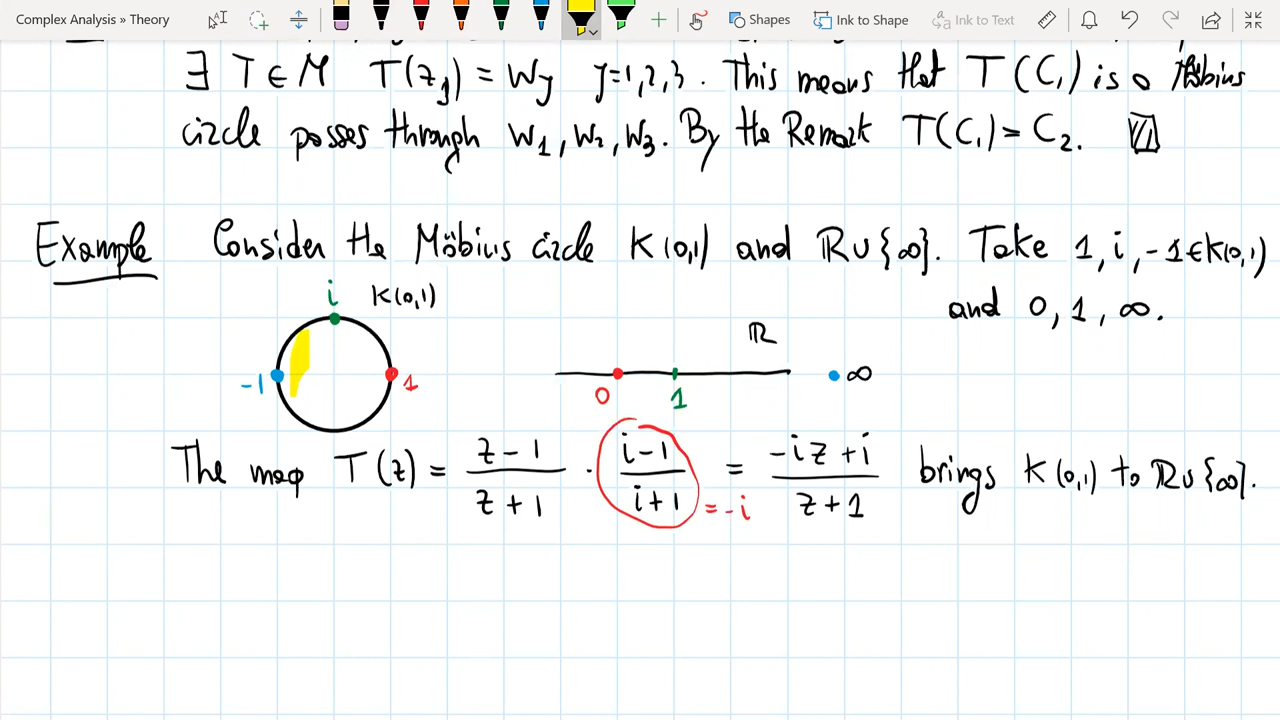 Complex Analysis » Theory
Shapes Ink to Shape Ink to Text
∃ T ∈ M T(zj) = wj j=1,2,3. This means that T(C₁) is a Möbius
circle passes through w₁, w₂, w₃. By the Remark T(C₁) = C₂.
Example Consider the Möbius circle K(0,1) and ℝ∪{∞}. Take 1, i, -1 ∈ K(0,1)
and 0, 1, ∞.
i K(0,1)
ℝ
-1 1 0 1 ∞
The map T(z) = (z-1)/(z+1) · (i-1)/(i+1) = (-iz+i)/(z+1) brings K(0,1) to ℝ∪{∞}.
= -i